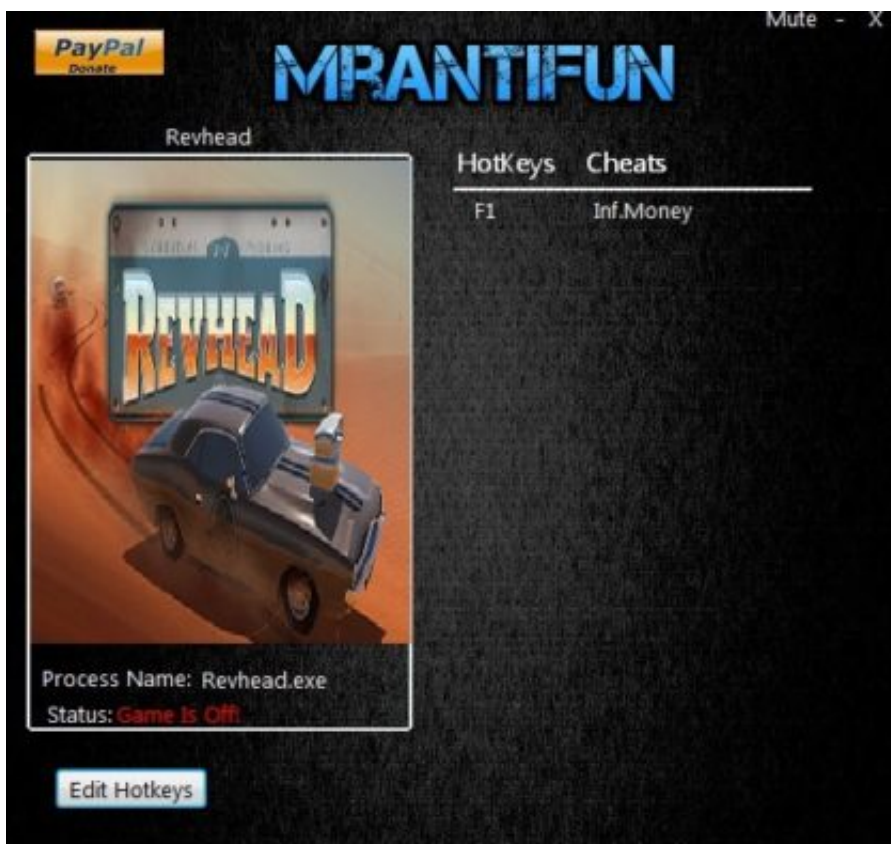 Mute - X
PayPal
Donate
MRANTIFUN
Revhead
HotKeys Cheats
F1 Inf.Money
REVHEAD
Process Name: Revhead.exe
Status: Game Is Off!
Edit Hotkeys